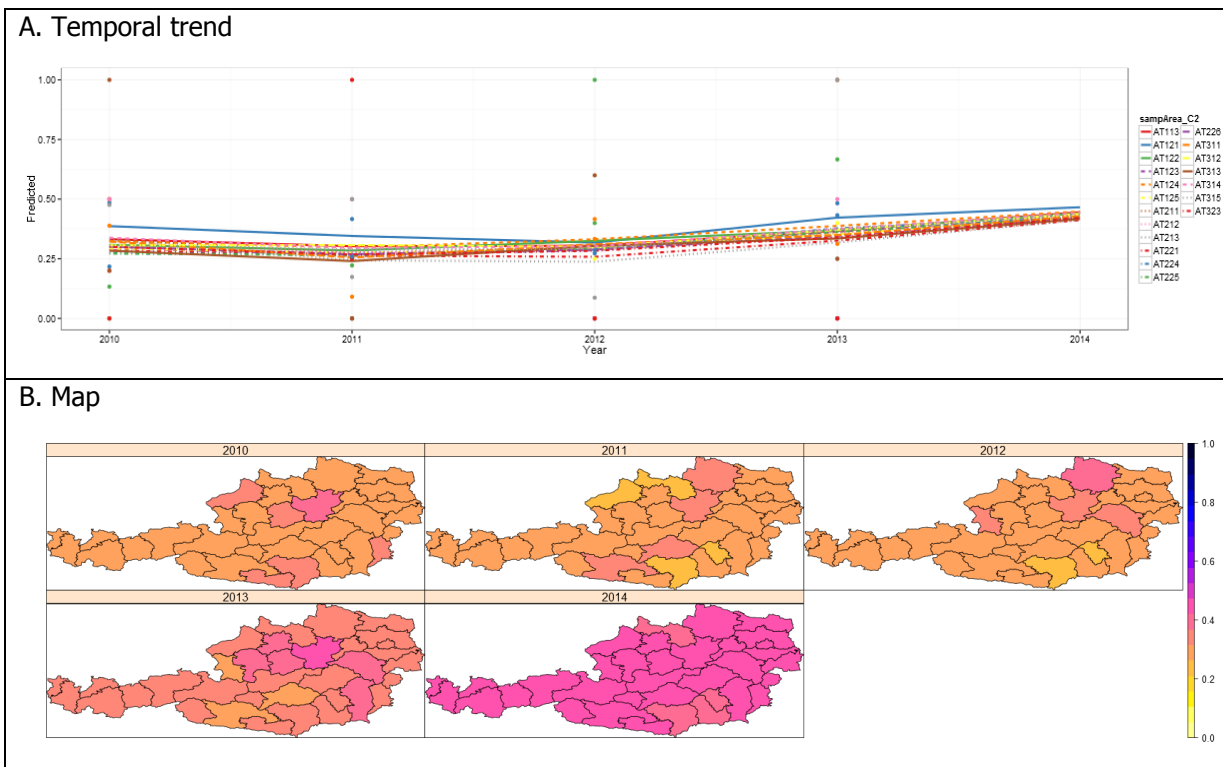 A. Temporal trend
1.00
0.75
0.50
0.25
0.00
Predicted
2010 2011 2012 2013 2014
Year
sampArea_C2
AT113 AT226
AT121 AT311
AT122 AT312
AT123 AT313
AT124 AT314
AT125 AT315
AT211 AT323
AT212
AT213
AT221
AT224
AT225
B. Map
2010 2011 2012
2013 2014
1.0
0.8
0.6
0.4
0.2
0.0